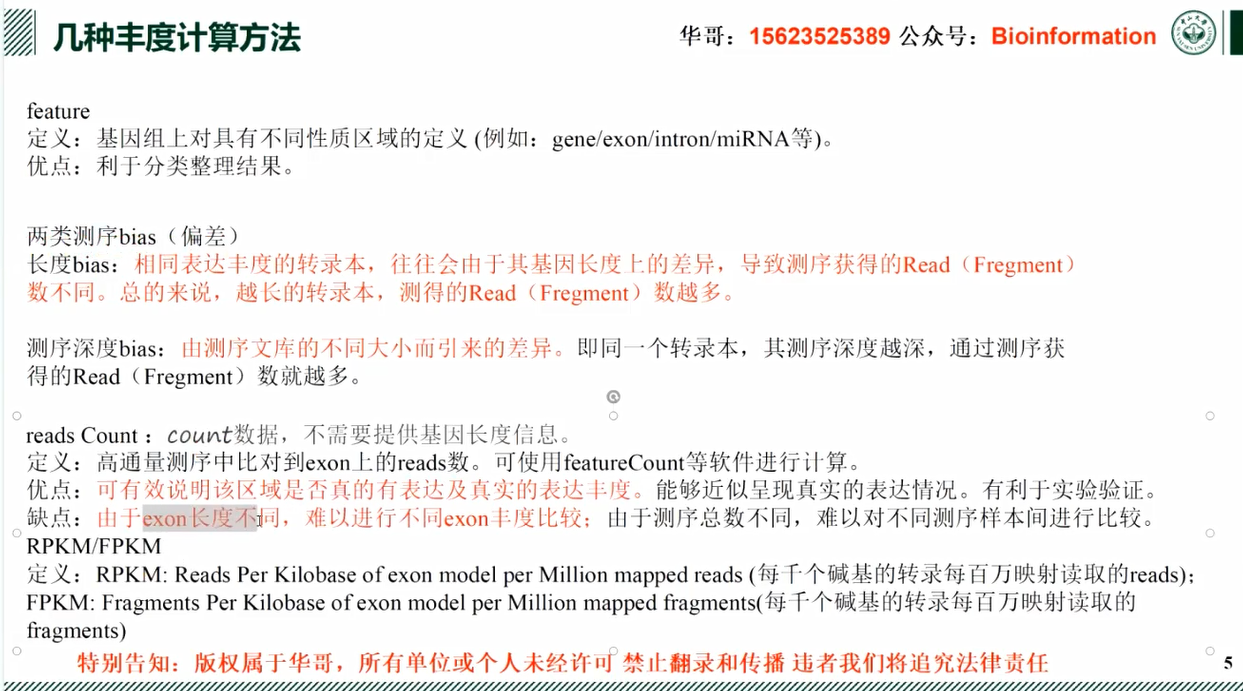 几种丰度计算方法
华哥：15623525389 公众号：Bioinformation
feature
定义：基因组上对具有不同性质区域的定义 (例如：gene/exon/intron/miRNA等)。
优点：利于分类整理结果。
两类测序bias（偏差）
长度bias：相同表达丰度的转录本，往往会由于其基因长度上的差异，导致测序获得的Read（Fregment）
数不同。总的来说，越长的转录本，测得的Read（Fregment）数越多。
测序深度bias：由测序文库的不同大小而引来的差异。即同一个转录本，其测序深度越深，通过测序获
得的Read（Fregment）数就越多。
reads Count ：count数据，不需要提供基因长度信息。
定义：高通量测序中比对到exon上的reads数。可使用featureCount等软件进行计算。
优点：可有效说明该区域是否真的有表达及真实的表达丰度。能够近似呈现真实的表达情况。有利于实验验证。
缺点：由于exon长度不同，难以进行不同exon丰度比较；由于测序总数不同，难以对不同测序样本间进行比较。
RPKM/FPKM
定义：RPKM: Reads Per Kilobase of exon model per Million mapped reads (每千个碱基的转录每百万映射读取的reads)；
FPKM: Fragments Per Kilobase of exon model per Million mapped fragments(每千个碱基的转录每百万映射读取的
fragments)
特别告知：版权属于华哥，所有单位或个人未经许可 禁止翻录和传播 违者我们将追究法律责任
5